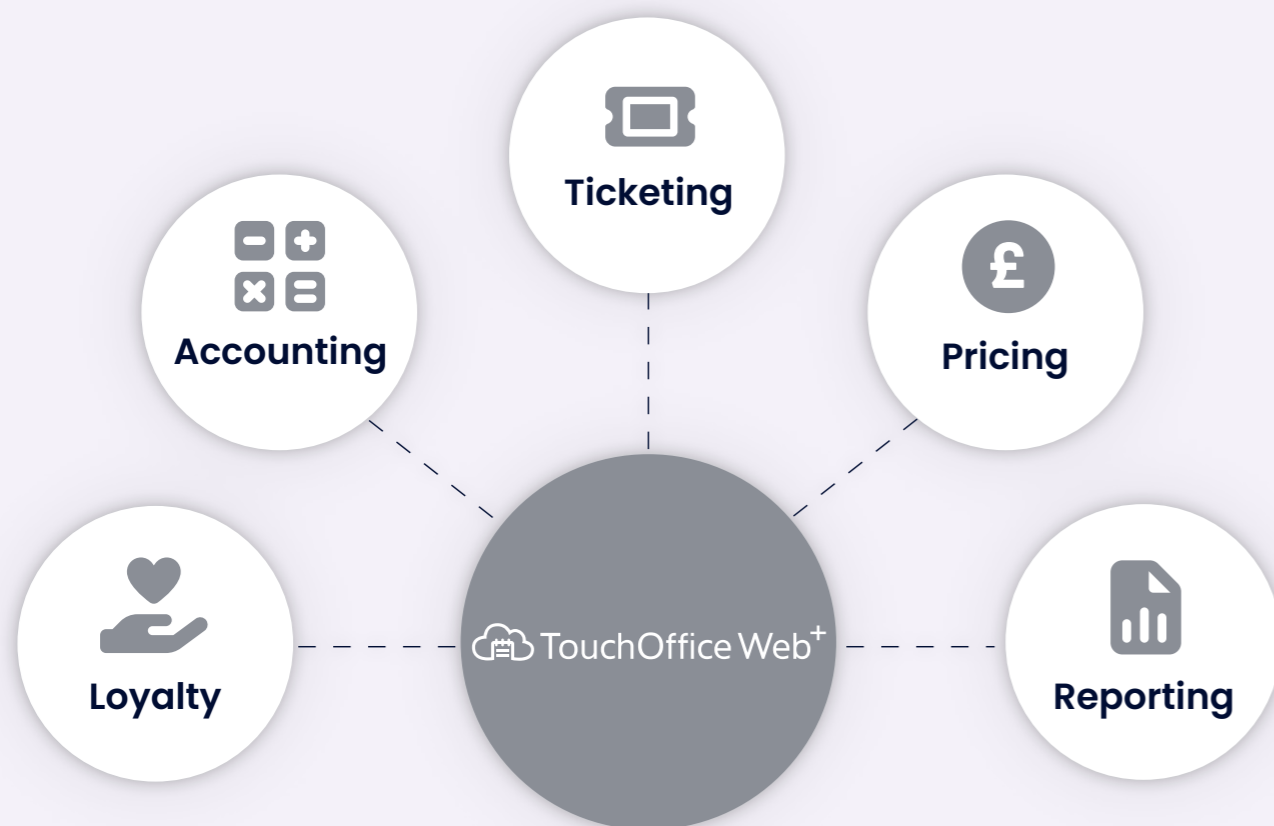 Ticketing
Accounting
£
Pricing
Loyalty
TouchOffice Web+
Reporting